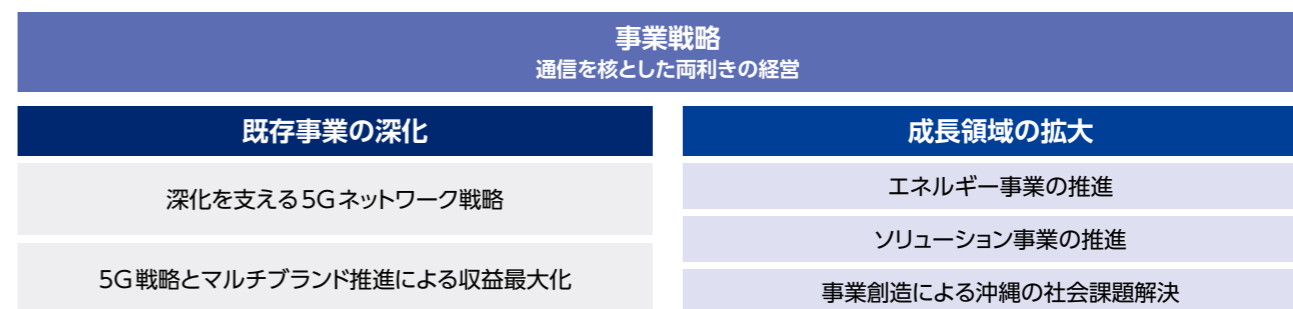 事業戦略
通信を核とした両利きの経営
既存事業の深化
深化を支える5Gネットワーク戦略
5G戦略とマルチブランド推進による収益最大化
成長領域の拡大
エネルギー事業の推進
ソリューション事業の推進
事業創造による沖縄の社会課題解決